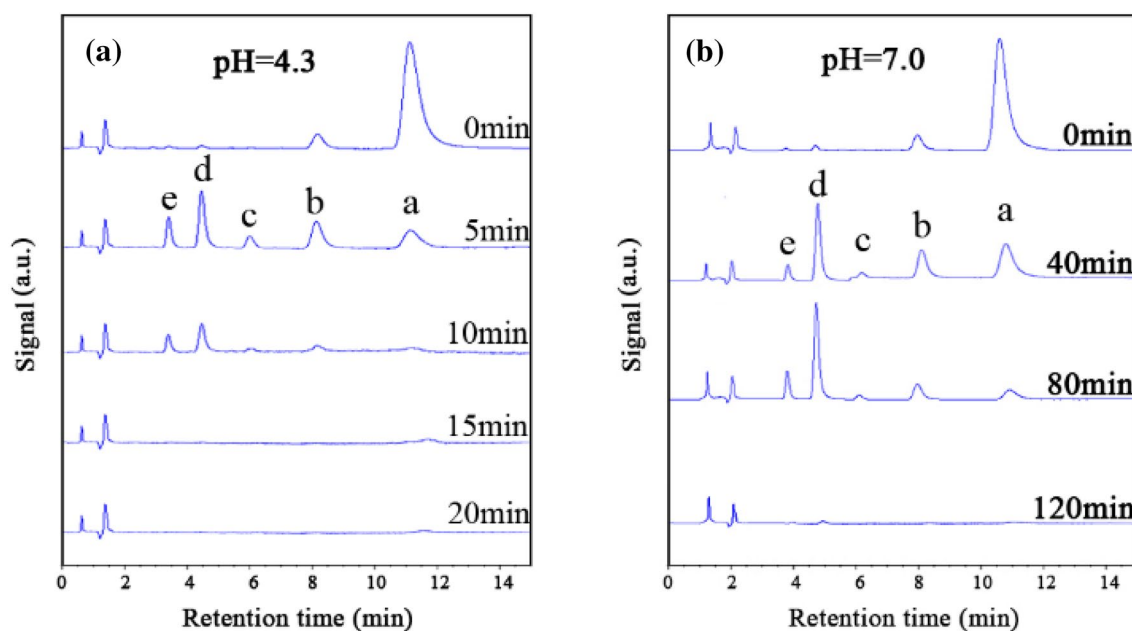 (a)
pH=4.3
0min
e d c b a
5min
10min
15min
20min
Signal (a.u.)
0 2 4 6 8 10 12 14
Retention time (min)
(b)
pH=7.0
0min
e d c b a
40min
80min
120min
Signal (a.u.)
0 2 4 6 8 10 12 14
Retention time (min)